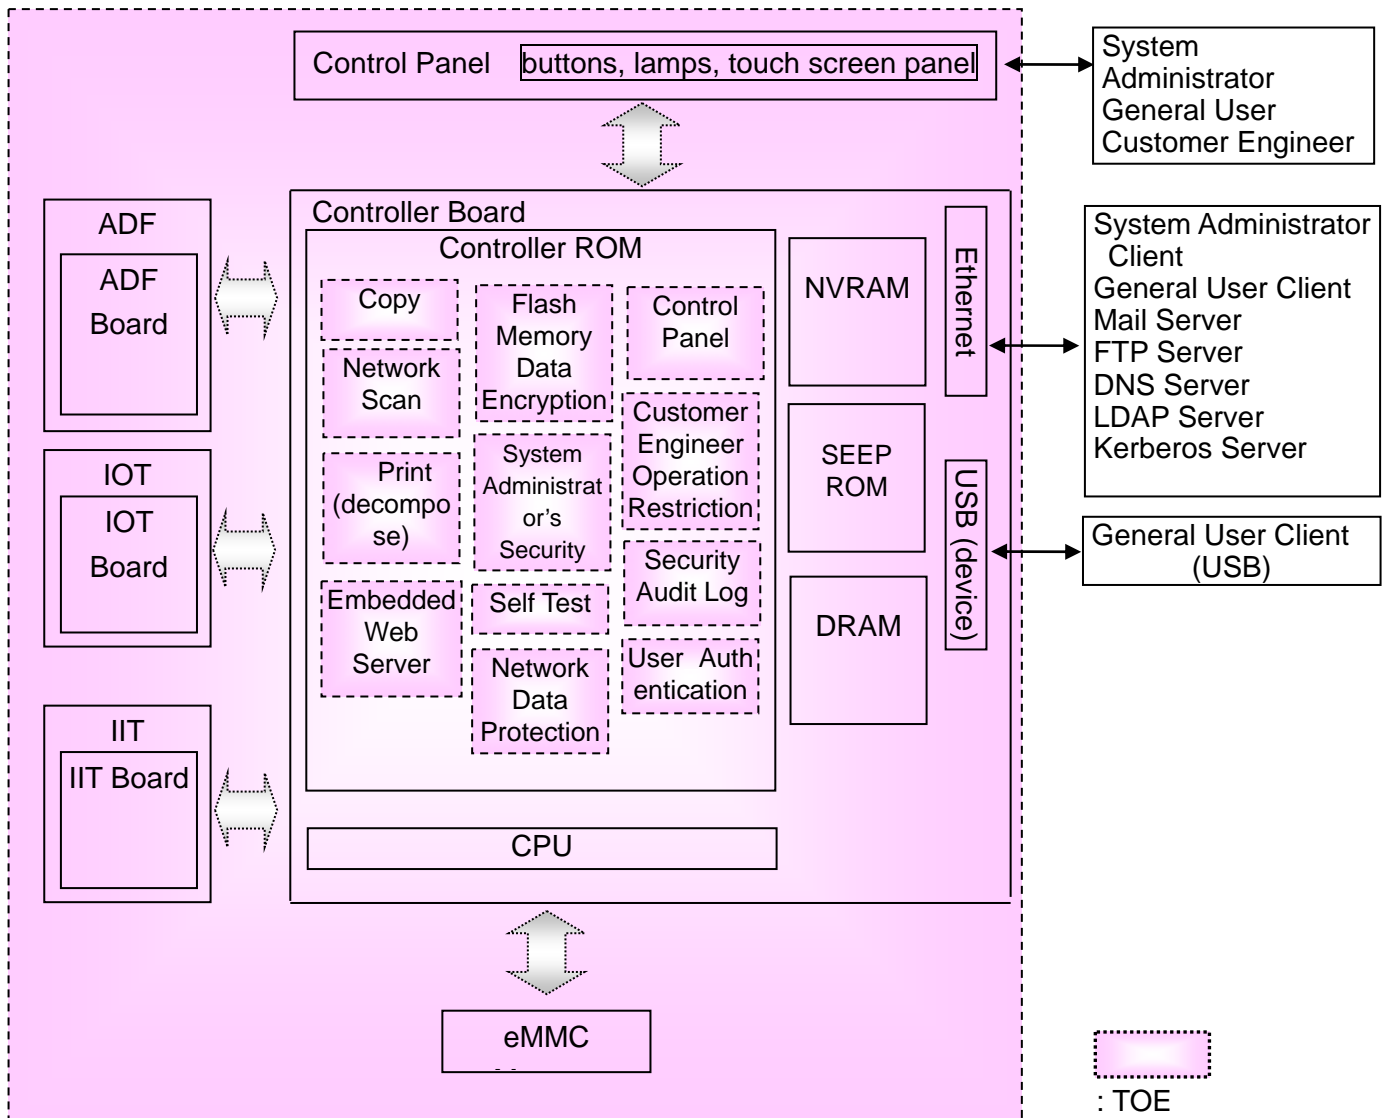 Control Panel buttons, lamps, touch screen panel
System
Administrator
General User
Customer Engineer
ADF
ADF
Board
IOT
IOT
Board
IIT
IIT Board
Controller Board
Controller ROM
Copy
Network
Scan
Print
(decompo
se)
Embedded
Web
Server
Flash
Memory
Data
Encryption
System
Administrat
or's
Security
Self Test
Network
Data
Protection
Control
Panel
Customer
Engineer
Operation
Restriction
Security
Audit Log
User Auth
entication
NVRAM
SEEP
ROM
DRAM
Ethernet
USB (device)
CPU
eMMC
System Administrator
Client
General User Client
Mail Server
FTP Server
DNS Server
LDAP Server
Kerberos Server
General User Client
(USB)
: TOE